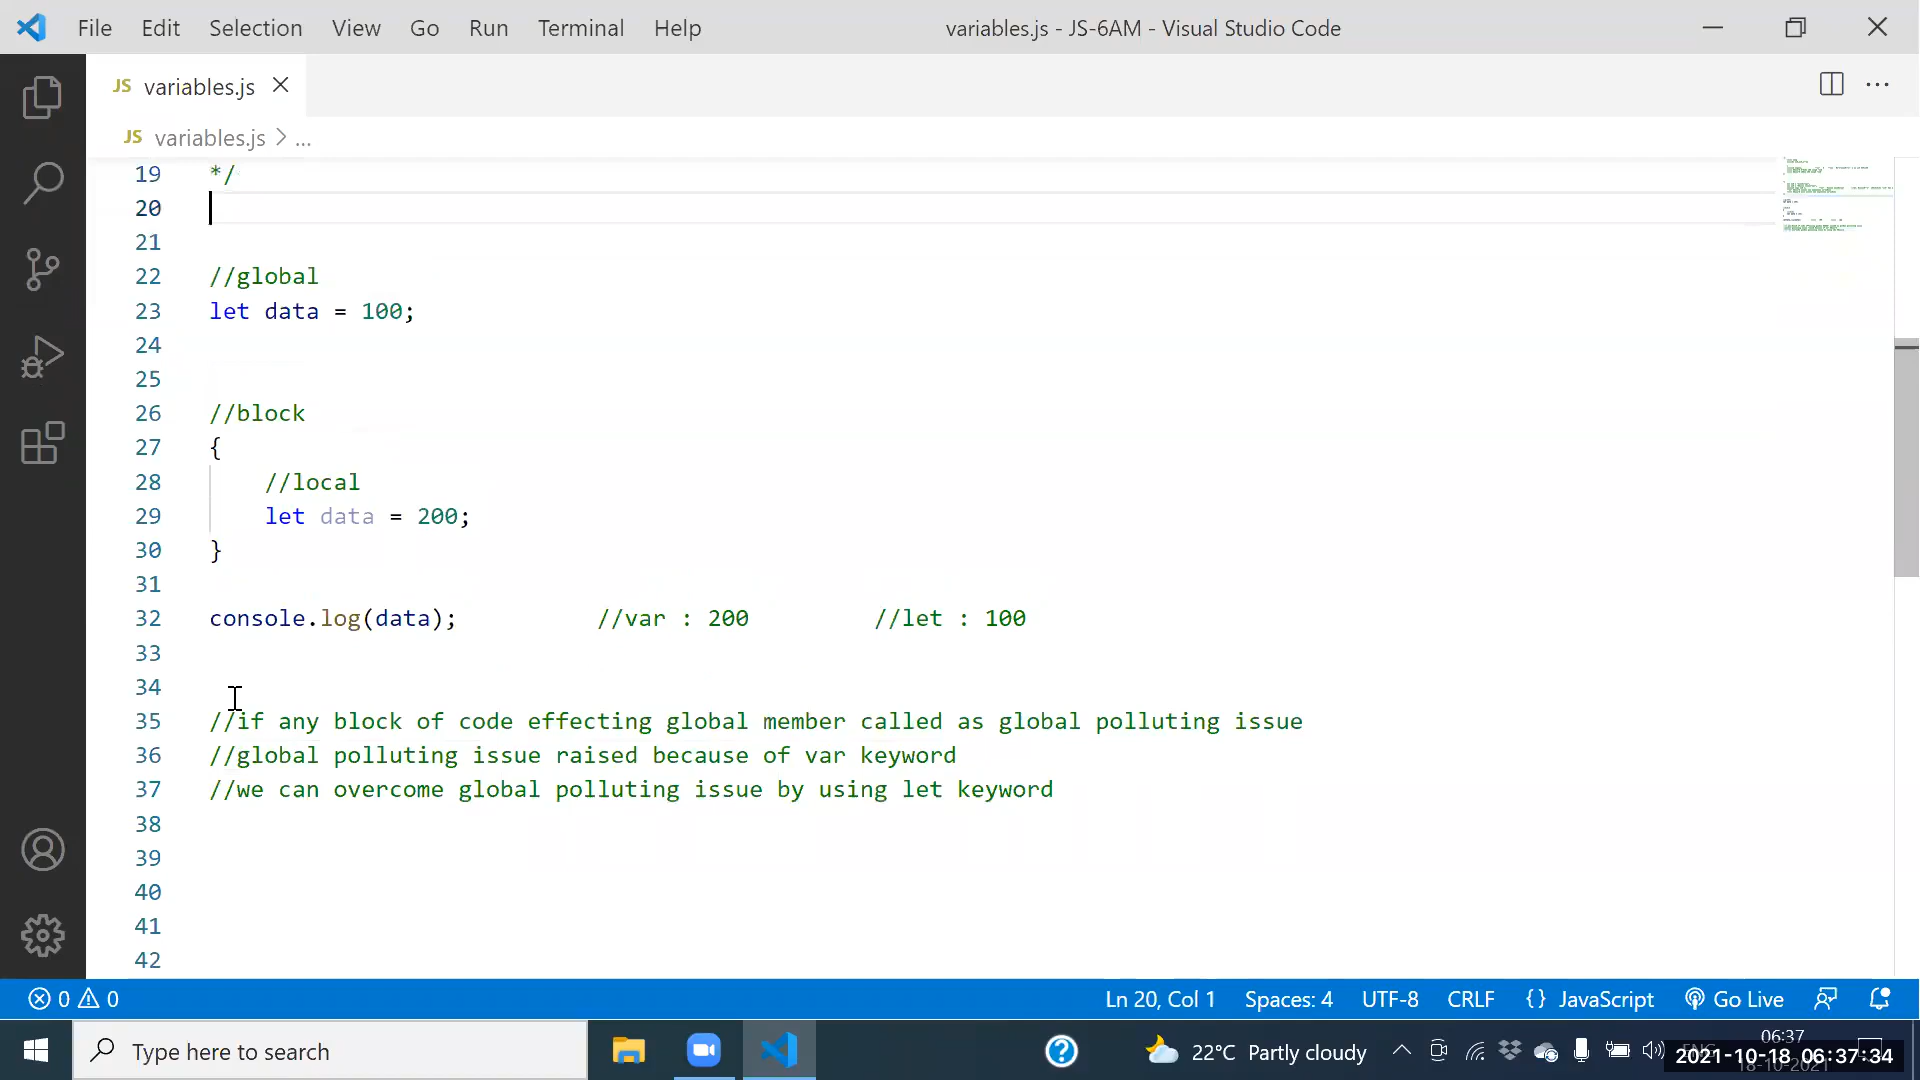 File Edit Selection View Go Run Terminal Help variables.js - JS-6AM - Visual Studio Code
JS variables.js
JS variables.js > ...
19 */
20
21
22 //global
23 let data = 100;
24
25
26 //block
27 {
28 //local
29 let data = 200;
30 }
31
32 console.log(data); //var : 200 //let : 100
33
34
35 //if any block of code effecting global member called as global polluting issue
36 //global polluting issue raised because of var keyword
37 //we can overcome global polluting issue by using let keyword
38
39
40
41
42
0 0 Ln 20, Col 1 Spaces: 4 UTF-8 CRLF {} JavaScript Go Live
Type here to search 22°C Partly cloudy ENG 06:37
18-10-2021
2021-10-18 06:37:34